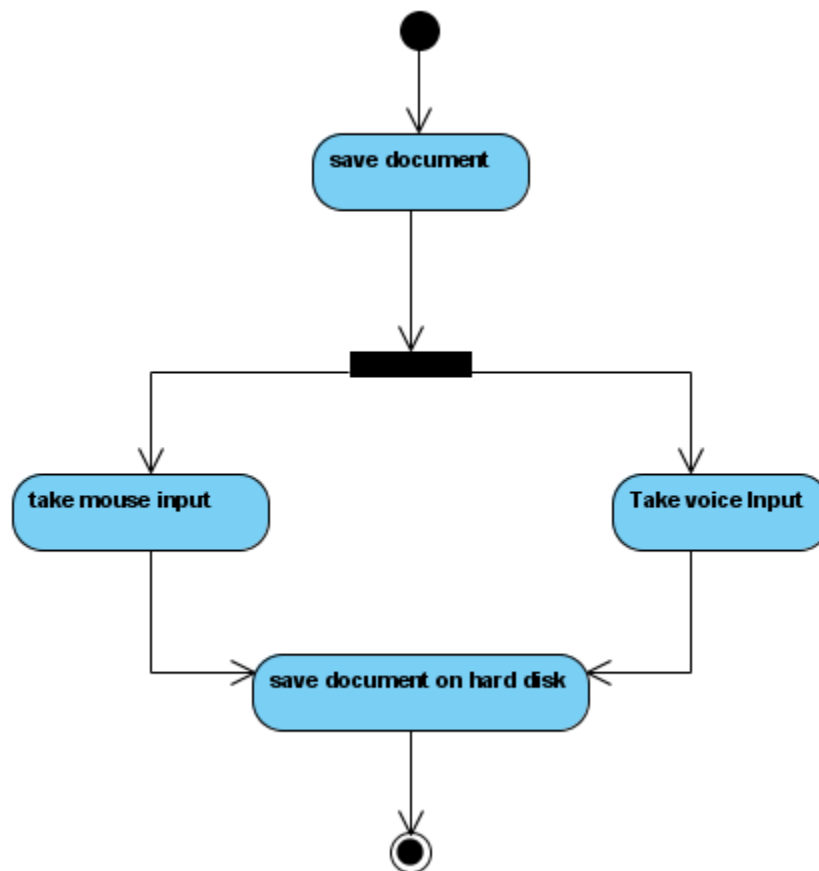 save document
take mouse input
Take voice Input
save document on hard disk